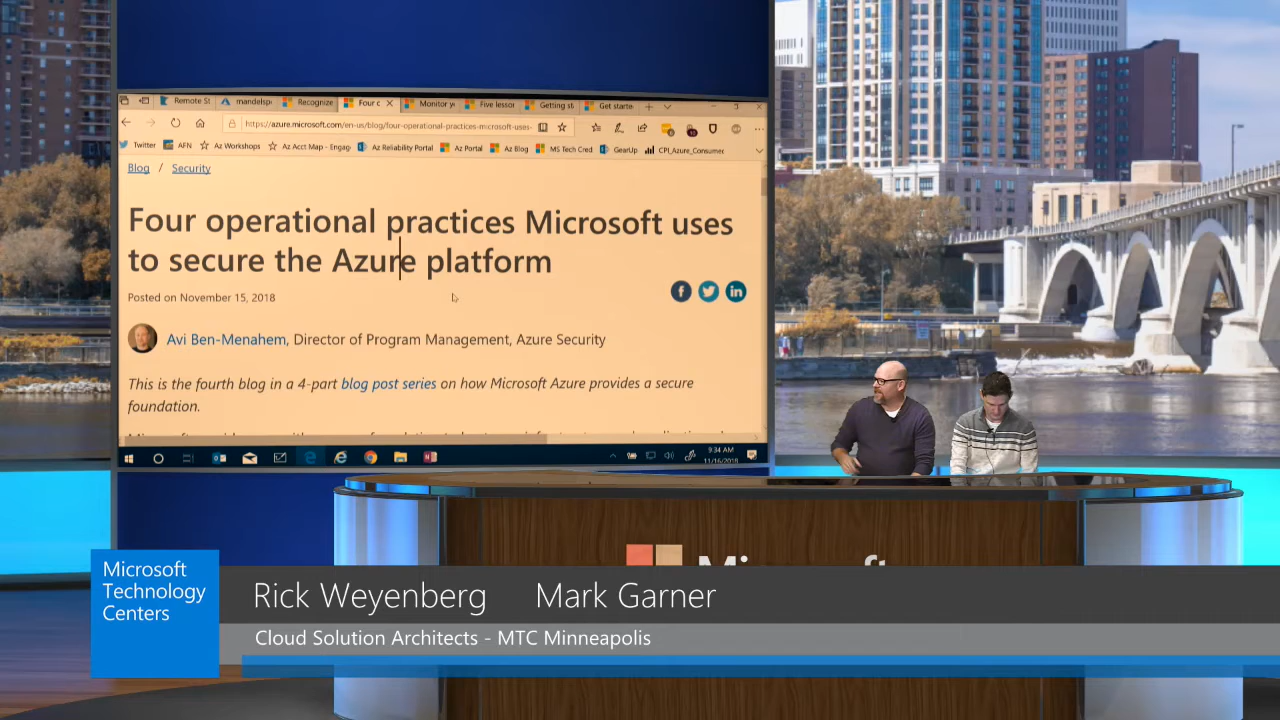 Remote St
mandelspr
Recognize
Four o
Monitor yo
Five lesson
Getting st
Get starte
https://azure.microsoft.com/en-us/blog/four-operational-practices-microsoft-uses-
Twitter
AFN
Az Workshops
Az Acct Map - Engag
Az Reliability Portal
Az Portal
Az Blog
MS Tech Cred
GearUp
CPI_Azure_Consumer
Blog / Security
Four operational practices Microsoft uses
to secure the Azure platform
Posted on November 15, 2018
Avi Ben-Menahem, Director of Program Management, Azure Security
This is the fourth blog in a 4-part blog post series on how Microsoft Azure provides a secure
foundation.
9:34 AM
11/16/2018
Microsoft
Microsoft
Technology
Centers
Rick Weyenberg Mark Garner
Cloud Solution Architects - MTC Minneapolis